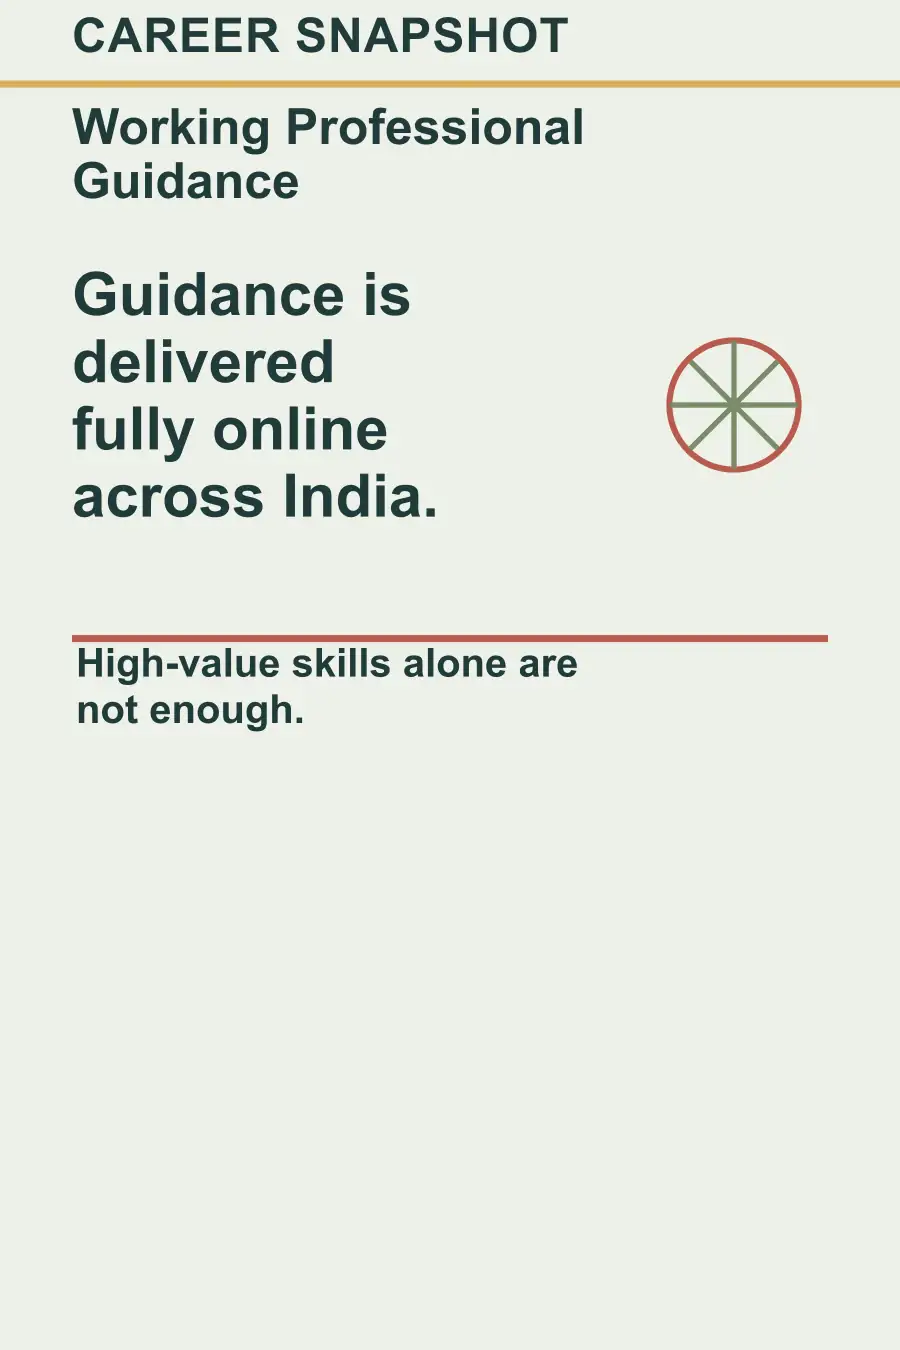 CAREER SNAPSHOT
Working Professional
Guidance
Guidance is
delivered
fully online
across India.
High-value skills alone are
not enough.